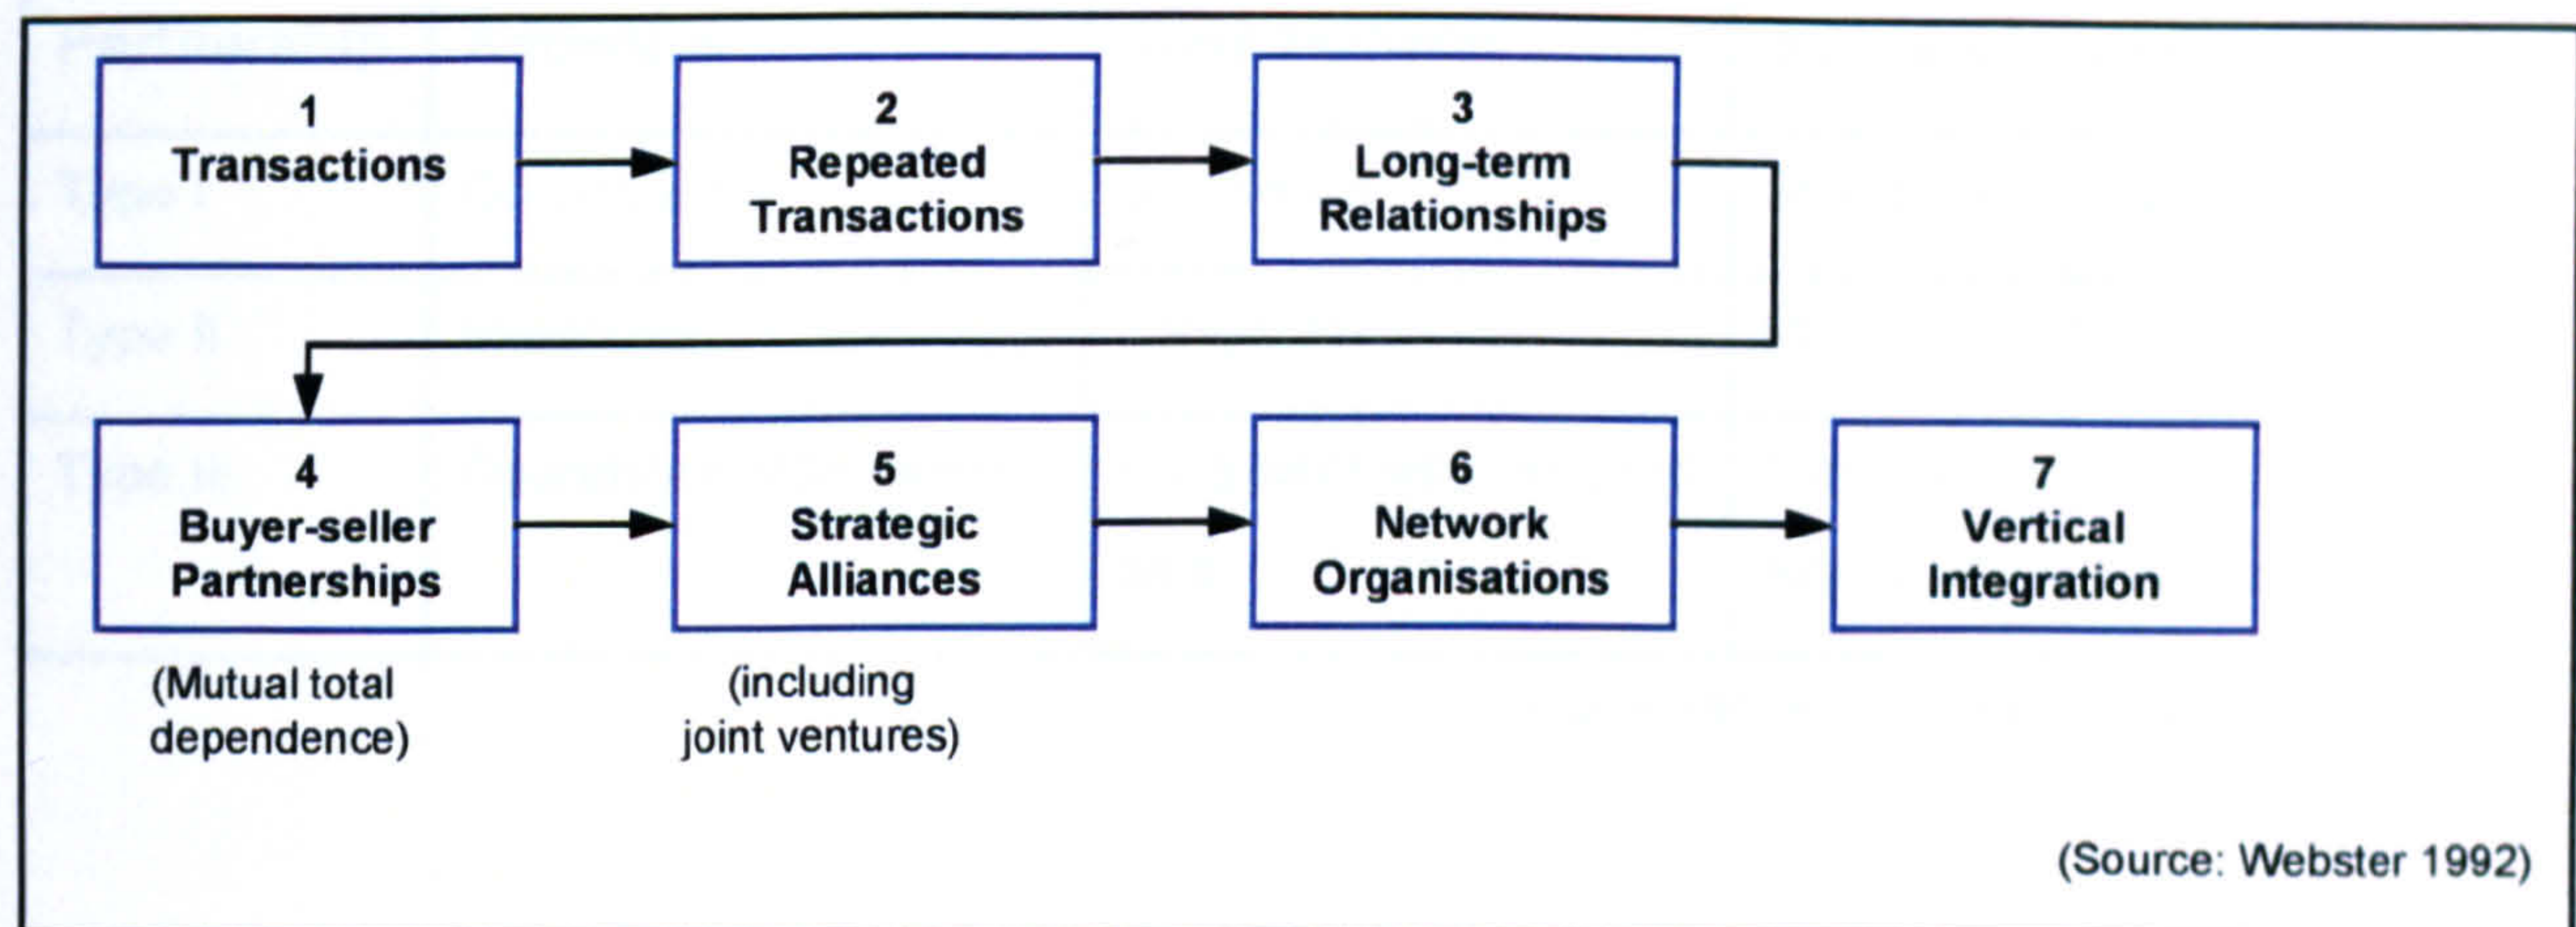 1
Transactions
2
Repeated
Transactions
3
Long-term
Relationships
4
Buyer-seller
Partnerships
5
Strategic
Alliances
6
Network
Organisations
7
Vertical
Integration
(Mutual total
dependence)
(including
joint ventures)
(Source: Webster 1992)